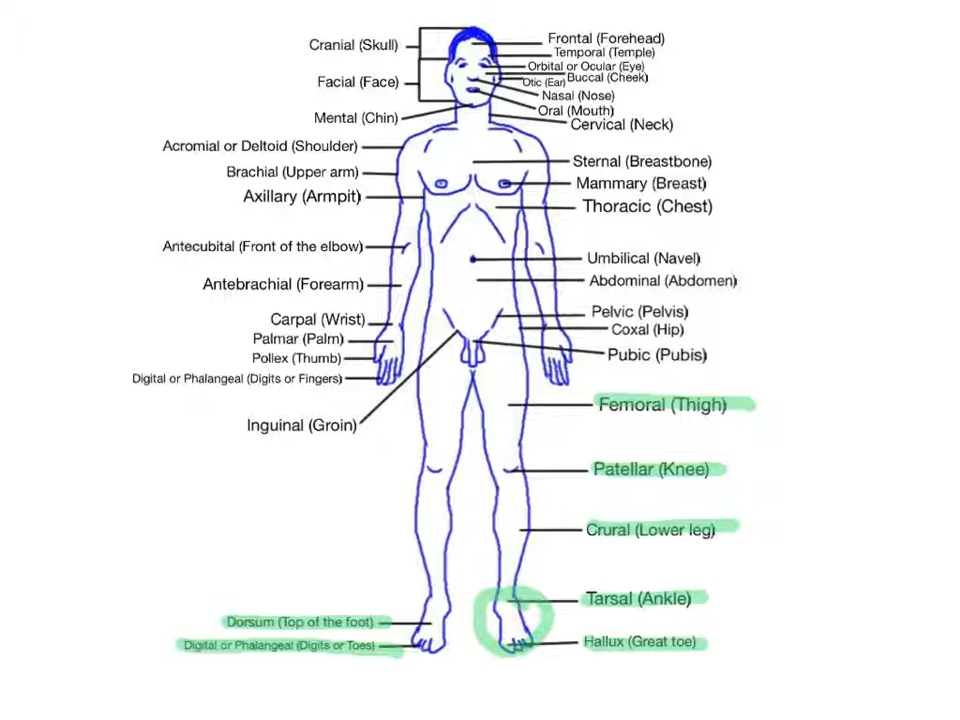 Cranial (Skull)
Facial (Face)
Mental (Chin)
Acromial or Deltoid (Shoulder)
Brachial (Upper arm)
Axillary (Armpit)
Antecubital (Front of the elbow)
Antebrachial (Forearm)
Carpal (Wrist)
Palmar (Palm)
Pollex (Thumb)
Digital or Phalangeal (Digits or Fingers)
Inguinal (Groin)
Dorsum (Top of the foot)
Digital or Phalangeal (Digits or Toes)
Frontal (Forehead)
Temporal (Temple)
Orbital or Ocular (Eye)
Buccal (Cheek)
Otic (Ear)
Nasal (Nose)
Oral (Mouth)
Cervical (Neck)
Sternal (Breastbone)
Mammary (Breast)
Thoracic (Chest)
Umbilical (Navel)
Abdominal (Abdomen)
Pelvic (Pelvis)
Coxal (Hip)
Pubic (Pubis)
Femoral (Thigh)
Patellar (Knee)
Crural (Lower leg)
Tarsal (Ankle)
Hallux (Great toe)